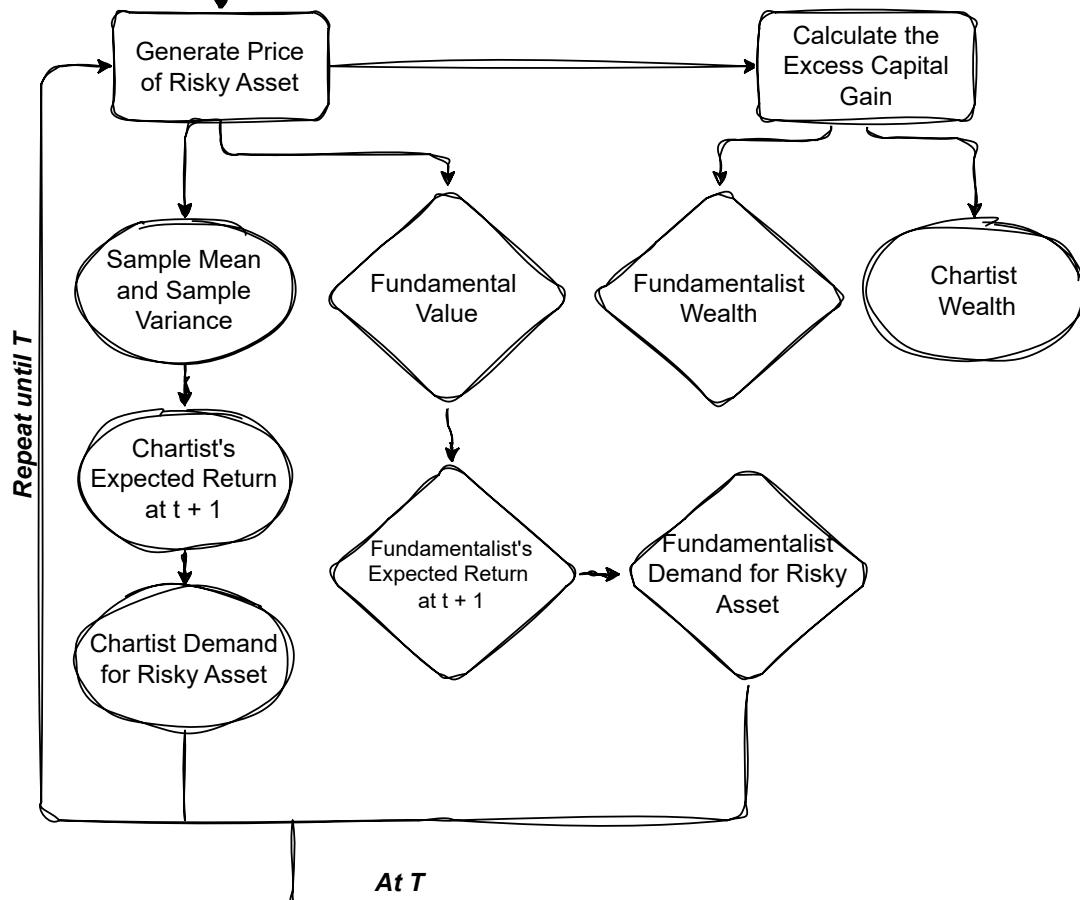 Generate Price
of Risky Asset
Calculate the
Excess Capital
Gain
Sample Mean
and Sample
Variance
Fundamental
Value
Fundamentalist
Wealth
Chartist
Wealth
Repeat until T
Chartist's
Expected Return
at t + 1
Fundamentalist's
Expected Return
at t + 1
Fundamentalist
Demand for Risky
Asset
Chartist Demand
for Risky Asset
At T